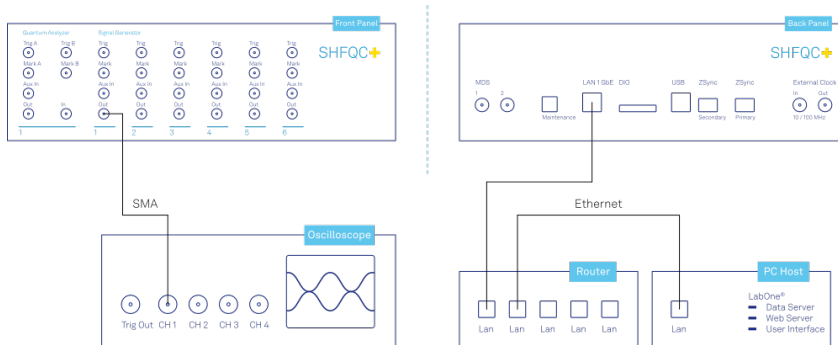 Front Panel
Quantum Analyzer Signal Generator
SHFQC+
Trig A Trig B Trig Trig Trig Trig Trig Trig
Mark A Mark B Mark Mark Mark Mark Mark Mark
Aux In Aux In Aux In Aux In Aux In Aux In Aux In
Out In Out Out Out Out Out Out
1 1 2 3 4 5 6
SMA
Oscilloscope
Trig Out CH 1 CH 2 CH 3 CH 4
Back Panel
SHFQC+
MDS LAN 1 GbE DIO USB ZSync ZSync External Clock
1 2 In Out
Maintenance Secondary Primary 10 / 100 MHz
Ethernet
Router
Lan Lan Lan Lan Lan
PC Host
LabOne®
Data Server
Web Server
User Interface
Lan